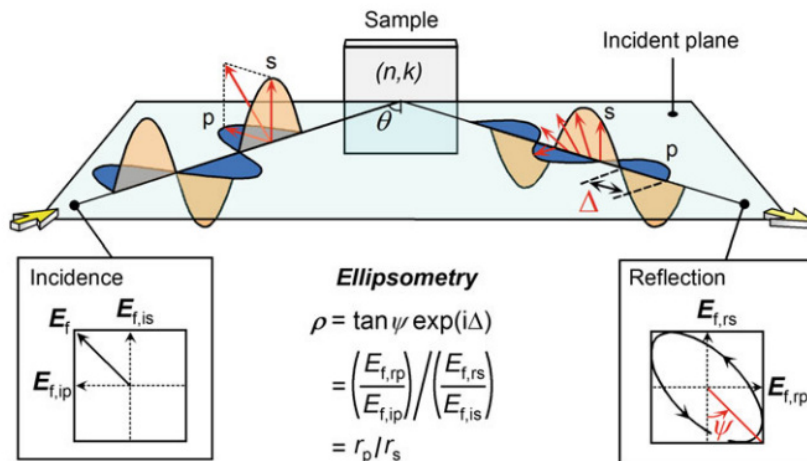 Sample
Incident plane
(n,k)
s
p
θ
s
p
Δ
Incidence
E_f
E_f,is
E_f,ip
Ellipsometry
ρ = tan ψ exp(iΔ)
= (E_f,rp / E_f,ip) / (E_f,rs / E_f,is)
= r_p/r_s
Reflection
E_f,rs
E_f,rp
ψ